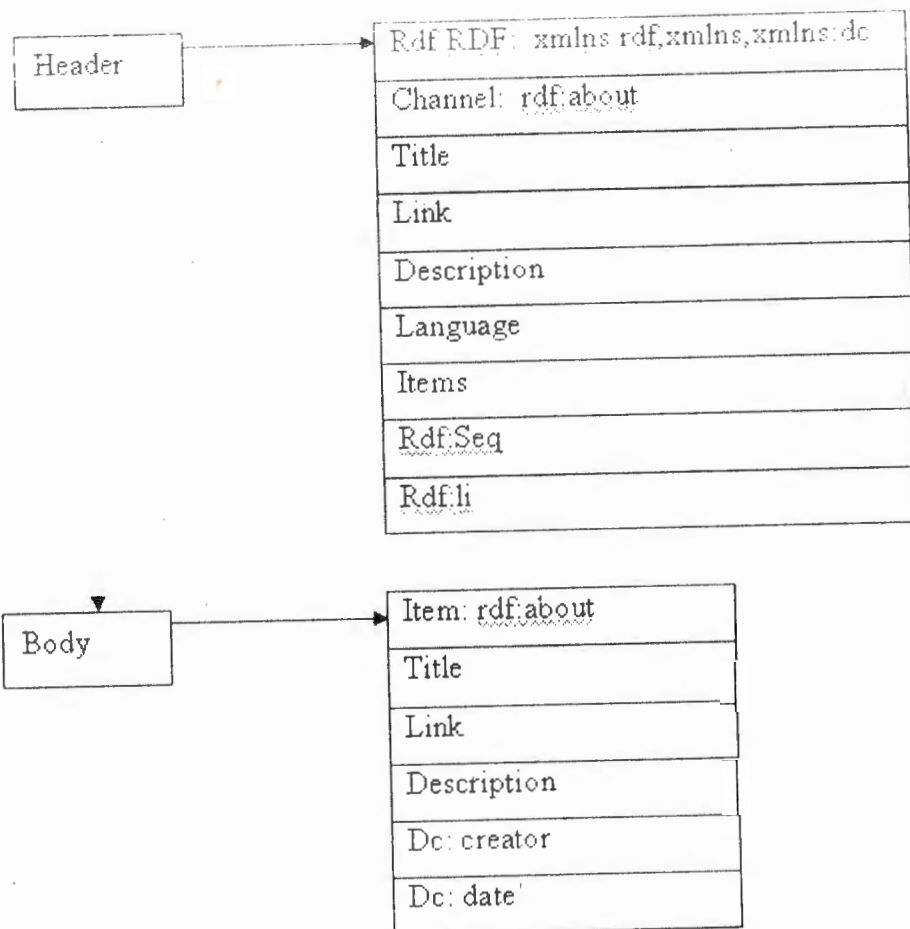 Header
Rdf RDF: xmlns rdf,xmlns,xmlns:dc
Channel: rdf:about
Title
Link
Description
Language
Items
Rdf:Seq
Rdf:li
Body
Item: rdf:about
Title
Link
Description
Dc: creator
Dc: date